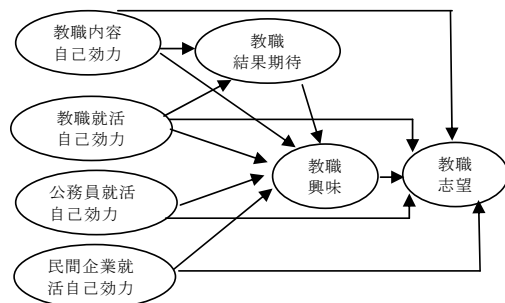 教職内容
自己効力
教職
結果期待
教職就活
自己効力
教職
興味
教職
志望
公務員就活
自己効力
民間企業就
活自己効力